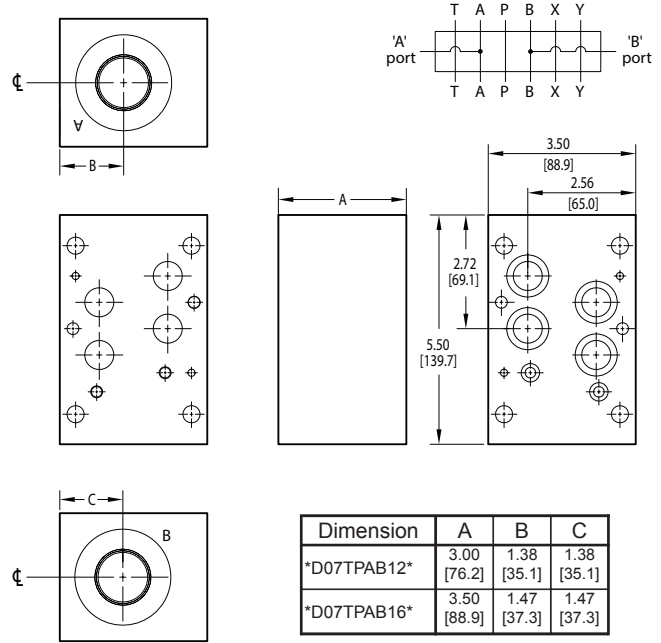 T A P B X Y
'A' port
'B' port
T A P B X Y
℄
A
B
A
3.50
[88.9]
2.56
[65.0]
2.72
[69.1]
5.50
[139.7]
C
B
℄
Dimension A B C
*D07TPAB12* 3.00 [76.2] 1.38 [35.1] 1.38 [35.1]
*D07TPAB16* 3.50 [88.9] 1.47 [37.3] 1.47 [37.3]